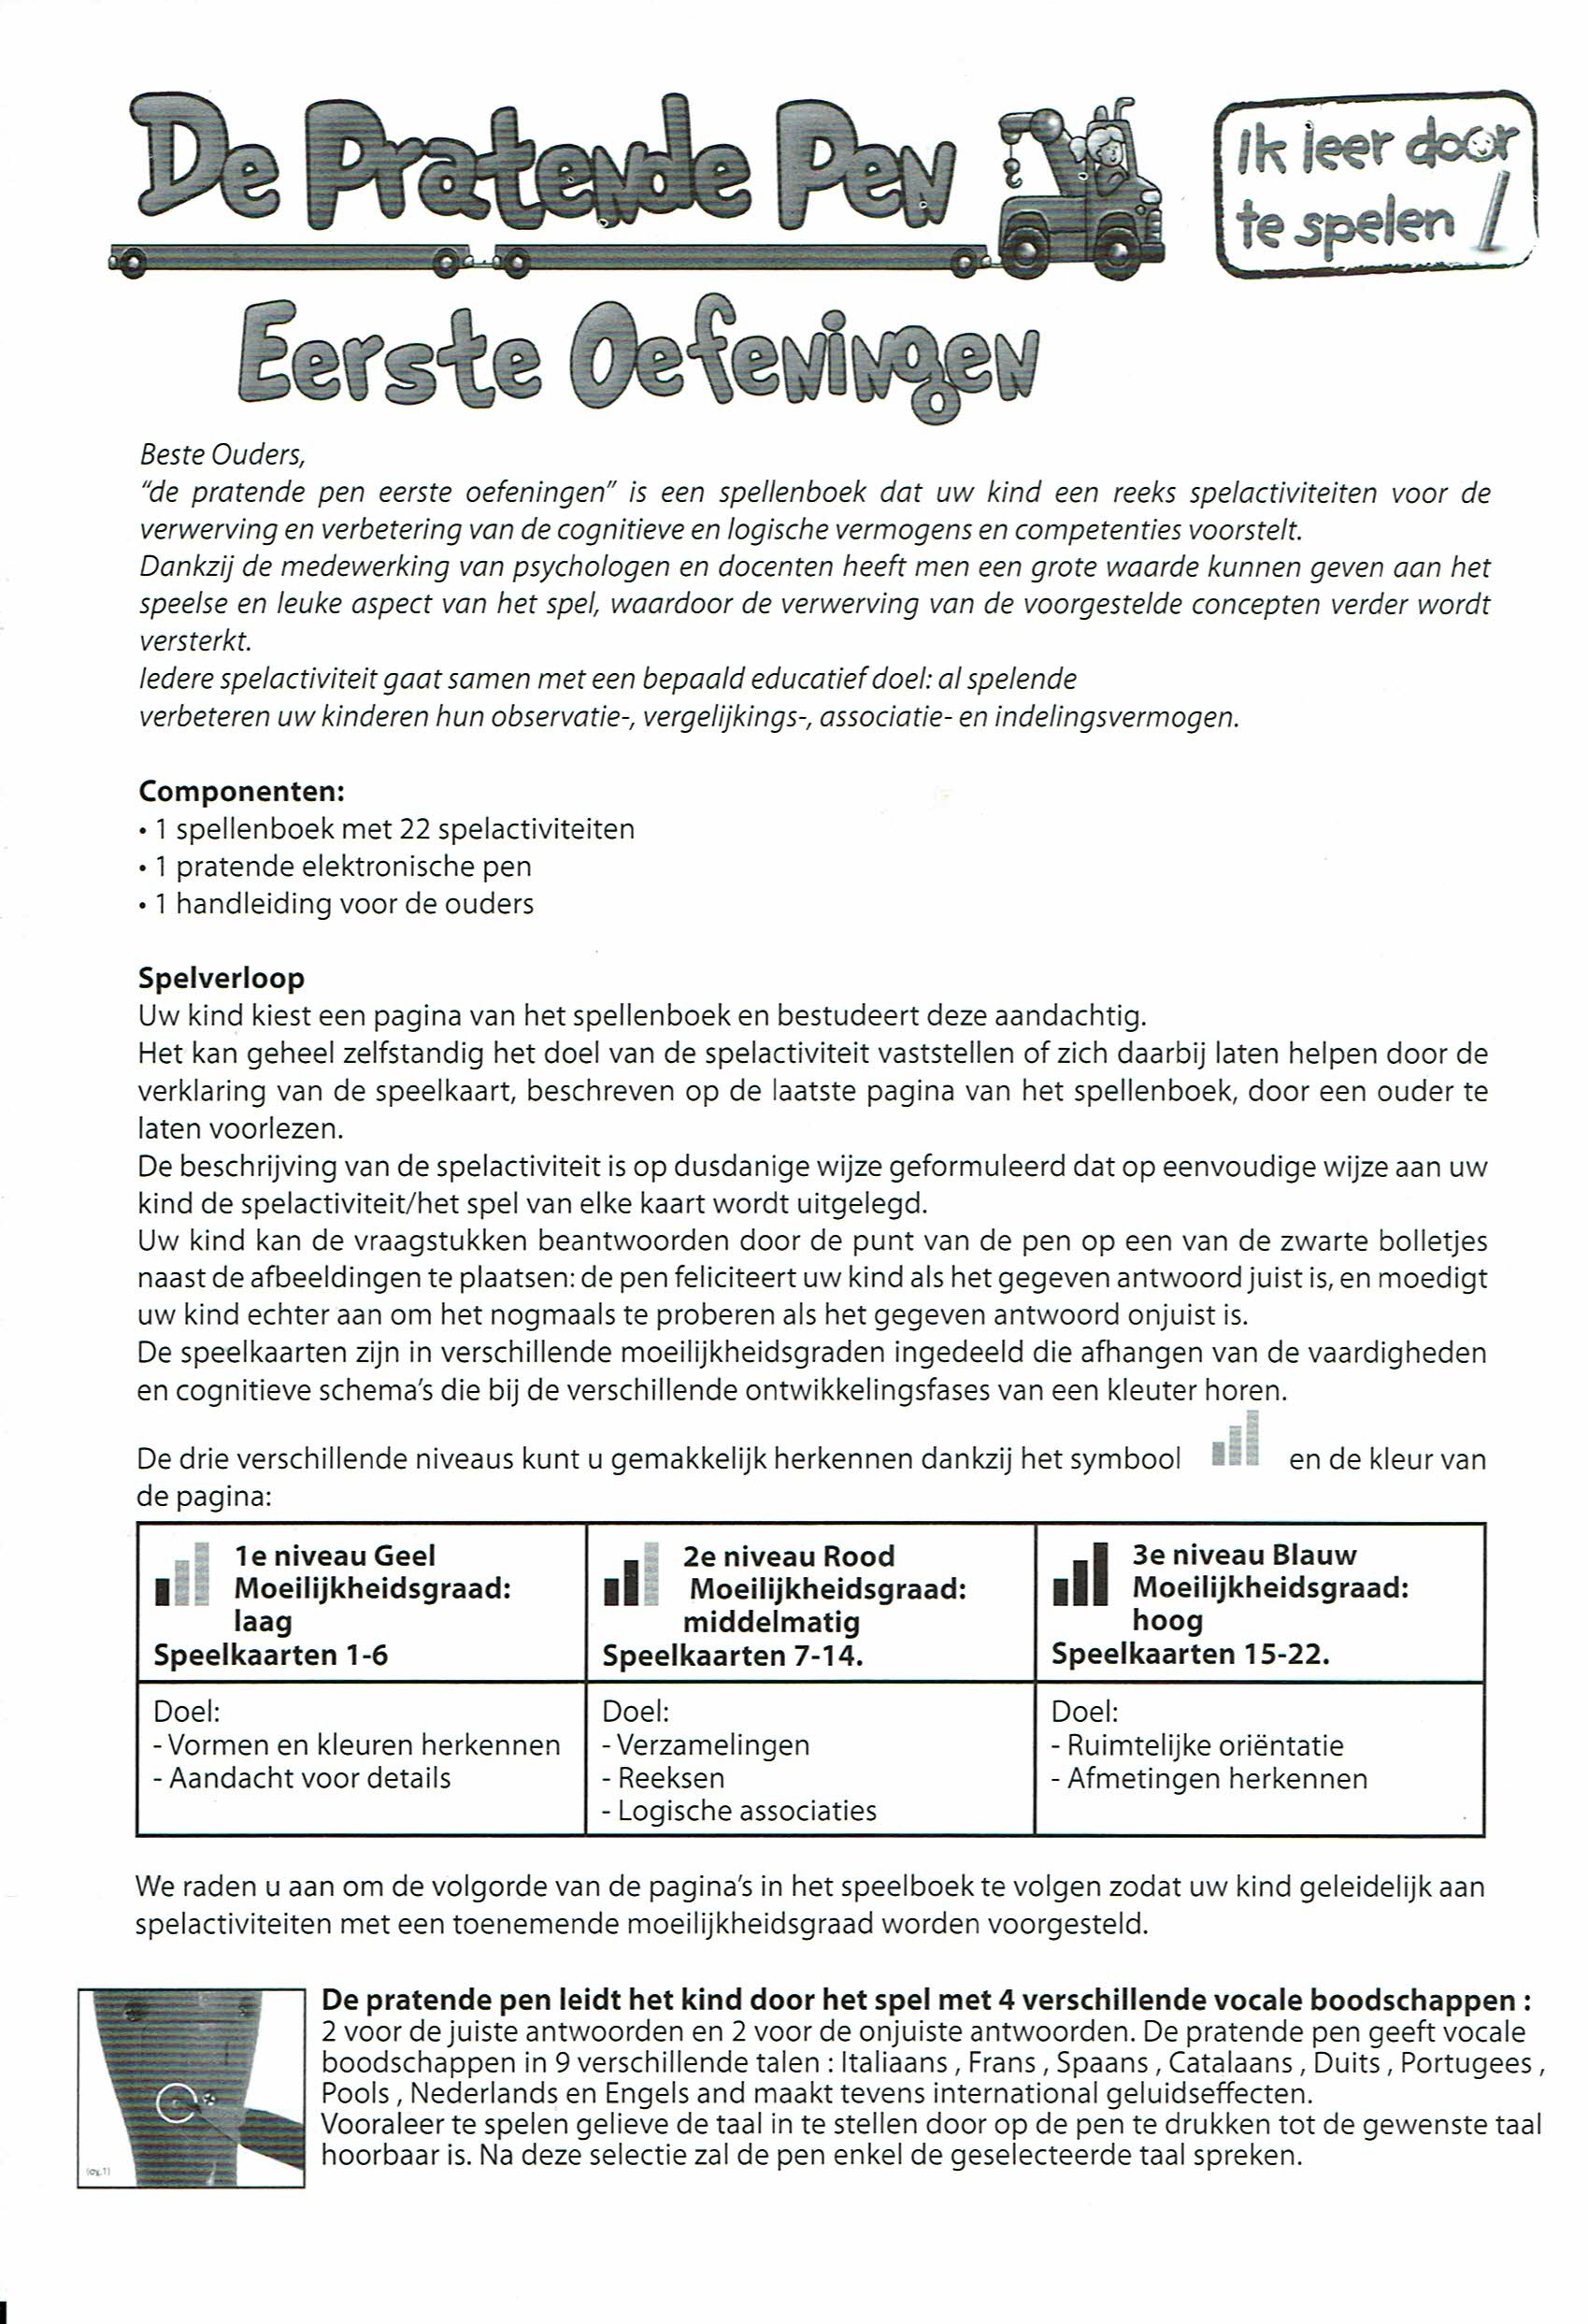 De Pratende Pen
Ik leer door
te spelen
Eerste Oefeningen
Beste Ouders,
“de pratende pen eerste oefeningen” is een spellenboek dat uw kind een reeks spelactiviteiten voor de
verwerving en verbetering van de cognitieve en logische vermogens en competenties voorstelt.
Dankzij de medewerking van psychologen en docenten heeft men een grote waarde kunnen geven aan het
speelse en leuke aspect van het spel, waardoor de verwerving van de voorgestelde concepten verder wordt
versterkt.
Iedere spelactiviteit gaat samen met een bepaald educatief doel: al spelende
verbeteren uw kinderen hun observatie-, vergelijkings-, associatie- en indelingsvermogen.
Componenten:
• 1 spellenboek met 22 spelactiviteiten
• 1 pratende elektronische pen
• 1 handleiding voor de ouders
Spelverloop
Uw kind kiest een pagina van het spellenboek en bestudeert deze aandachtig.
Het kan geheel zelfstandig het doel van de spelactiviteit vaststellen of zich daarbij laten helpen door de
verklaring van de speelkaart, beschreven op de laatste pagina van het spellenboek, door een ouder te
laten voorlezen.
De beschrijving van de spelactiviteit is op dusdanige wijze geformuleerd dat op eenvoudige wijze aan uw
kind de spelactiviteit/het spel van elke kaart wordt uitgelegd.
Uw kind kan de vraagstukken beantwoorden door de punt van de pen op een van de zwarte bolletjes
naast de afbeeldingen te plaatsen: de pen feliciteert uw kind als het gegeven antwoord juist is, en moedigt
uw kind echter aan om het nogmaals te proberen als het gegeven antwoord onjuist is.
De speelkaarten zijn in verschillende moeilijkheidsgraden ingedeeld die afhangen van de vaardigheden
en cognitieve schema’s die bij de verschillende ontwikkelingsfases van een kleuter horen.
De drie verschillende niveaus kunt u gemakkelijk herkennen dankzij het symbool en de kleur van
de pagina:
1e niveau Geel
Moeilijkheidsgraad:
laag
Speelkaarten 1-6
2e niveau Rood
Moeilijkheidsgraad:
middelmatig
Speelkaarten 7-14.
3e niveau Blauw
Moeilijkheidsgraad:
hoog
Speelkaarten 15-22.
Doel:
- Vormen en kleuren herkennen
- Aandacht voor details
Doel:
- Verzamelingen
- Reeksen
- Logische associaties
Doel:
- Ruimtelijke oriëntatie
- Afmetingen herkennen
We raden u aan om de volgorde van de pagina’s in het speelboek te volgen zodat uw kind geleidelijk aan
spelactiviteiten met een toenemende moeilijkheidsgraad worden voorgesteld.
De pratende pen leidt het kind door het spel met 4 verschillende vocale boodschappen :
2 voor de juiste antwoorden en 2 voor de onjuiste antwoorden. De pratende pen geeft vocale
boodschappen in 9 verschillende talen : Italiaans , Frans , Spaans , Catalaans , Duits , Portugees ,
Pools , Nederlands en Engels and maakt tevens international geluidseffecten.
Vooraleer te spelen gelieve de taal in te stellen door op de pen te drukken tot de gewenste taal
hoorbaar is. Na deze selectie zal de pen enkel de geselecteerde taal spreken.